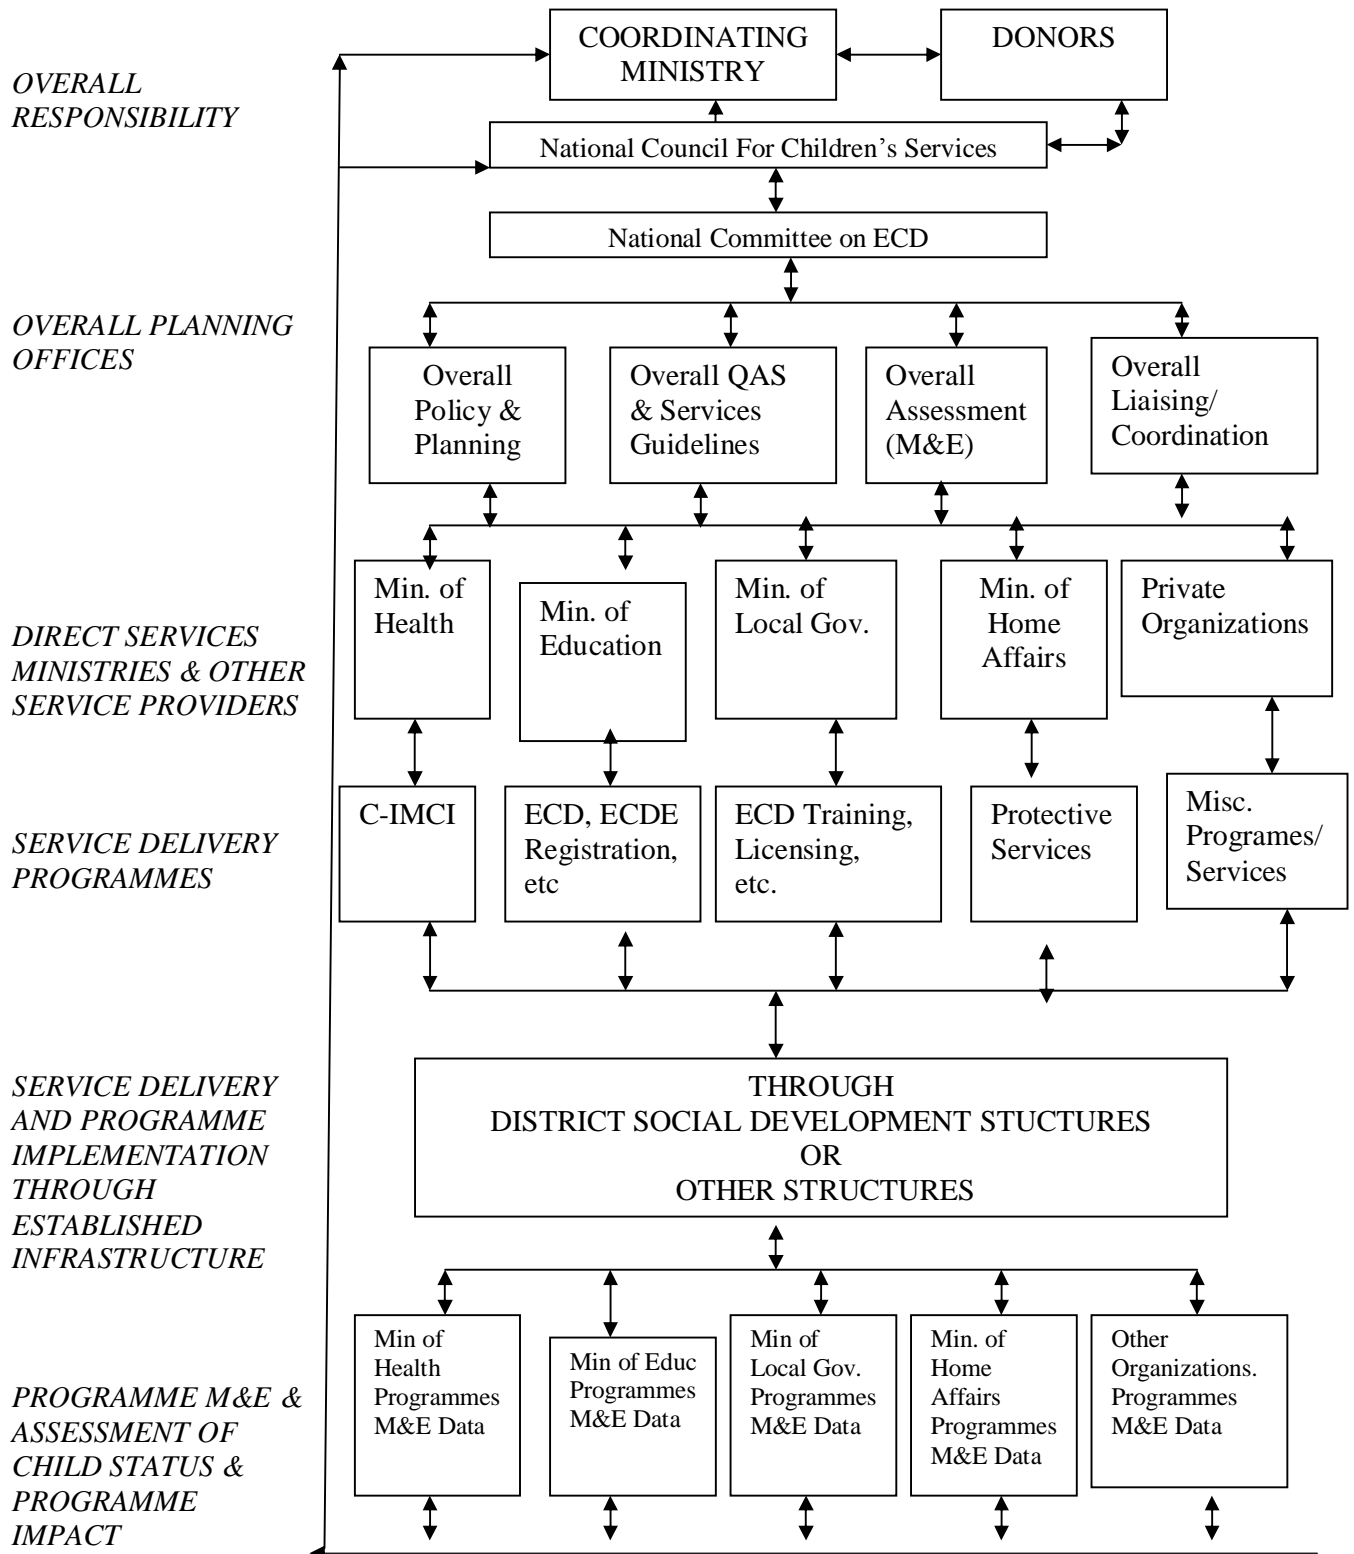 COORDINATING
MINISTRY
DONORS
OVERALL
RESPONSIBILITY
National Council For Children's Services
National Committee on ECD
OVERALL PLANNING
OFFICES
Overall
Policy &
Planning
Overall QAS
& Services
Guidelines
Overall
Assessment
(M&E)
Overall
Liaising/
Coordination
DIRECT SERVICES
MINISTRIES & OTHER
SERVICE PROVIDERS
Min. of
Health
Min. of
Education
Min. of
Local Gov.
Min. of
Home
Affairs
Private
Organizations
SERVICE DELIVERY
PROGRAMMES
C-IMCI
ECD, ECDE
Registration,
etc
ECD Training,
Licensing,
etc.
Protective
Services
Misc.
Programes/
Services
SERVICE DELIVERY
AND PROGRAMME
IMPLEMENTATION
THROUGH
ESTABLISHED
INFRASTRUCTURE
THROUGH
DISTRICT SOCIAL DEVELOPMENT STUCTURES
OR
OTHER STRUCTURES
PROGRAMME M&E &
ASSESSMENT OF
CHILD STATUS &
PROGRAMME
IMPACT
Min of
Health
Programmes
M&E Data
Min of Educ
Programmes
M&E Data
Min of
Local Gov.
Programmes
M&E Data
Min. of
Home
Affairs
Programmes
M&E Data
Other
Organizations.
Programmes
M&E Data